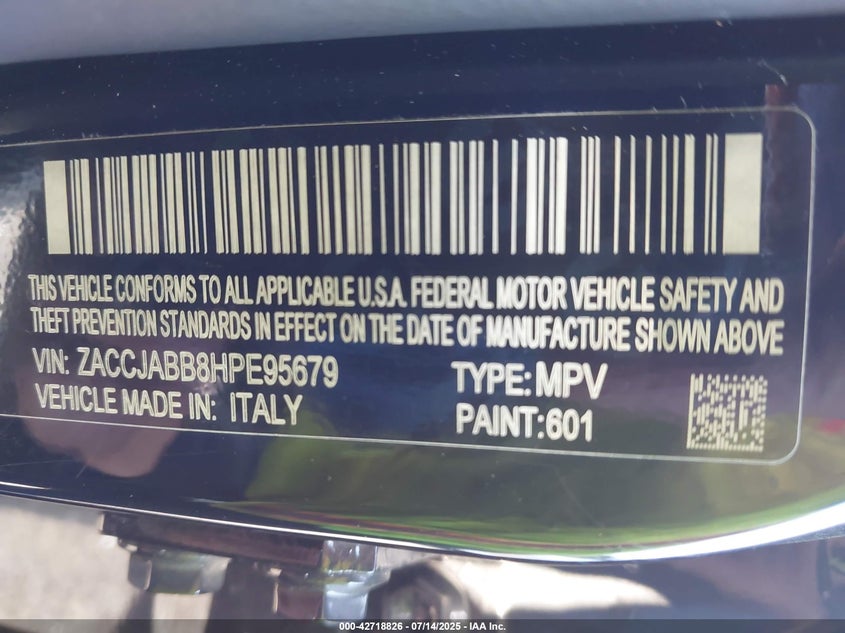 THIS VEHICLE CONFORMS TO ALL APPLICABLE U.S.A. FEDERAL MOTOR VEHICLE SAFETY AND
THEFT PREVENTION STANDARDS IN EFFECT ON THE DATE OF MANUFACTURE SHOWN ABOVE
VIN: ZACCJABB8HPE95679 TYPE: MPV
VEHICLE MADE IN: ITALY PAINT:601
000-42718826 / 07/14/2025 - IAA Inc.